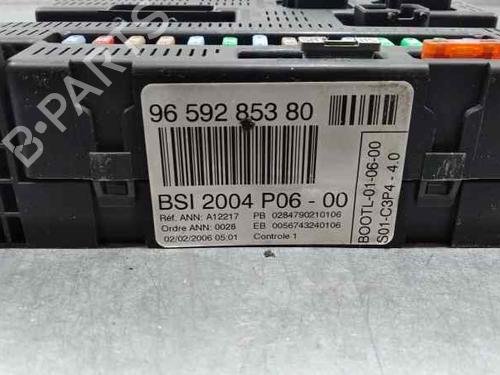 96 592 853 80
BSI 2004 P06 - 00
Réf. ANN: A12217 PB 0284790210106
Ordre ANN: 0028 EB 0056743240106
02/02/2006 05:01 Controle 1
BOOTL-01-06-00
S01-C3P4 - 4.0
B-PARTS